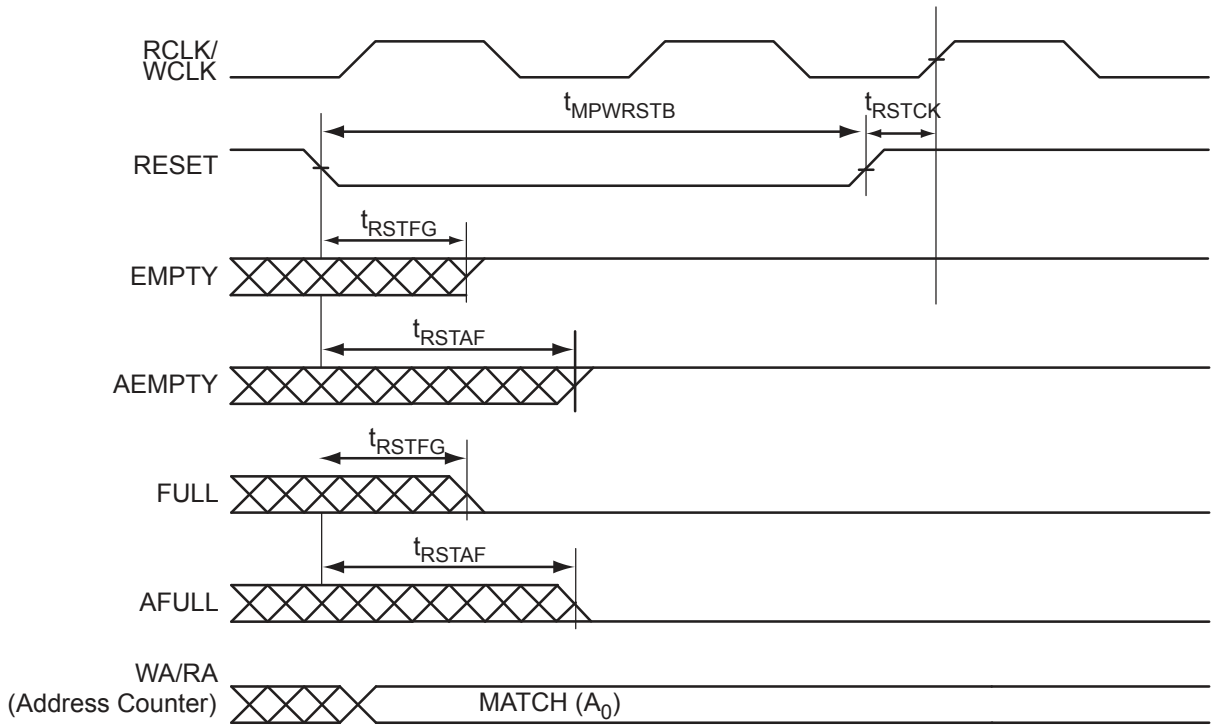 RCLK/
WCLK
tMPWRSTB
tRSTCK
RESET
tRSTFG
EMPTY
tRSTAF
AEMPTY
tRSTFG
FULL
tRSTAF
AFULL
WA/RA
(Address Counter)
MATCH (A0)